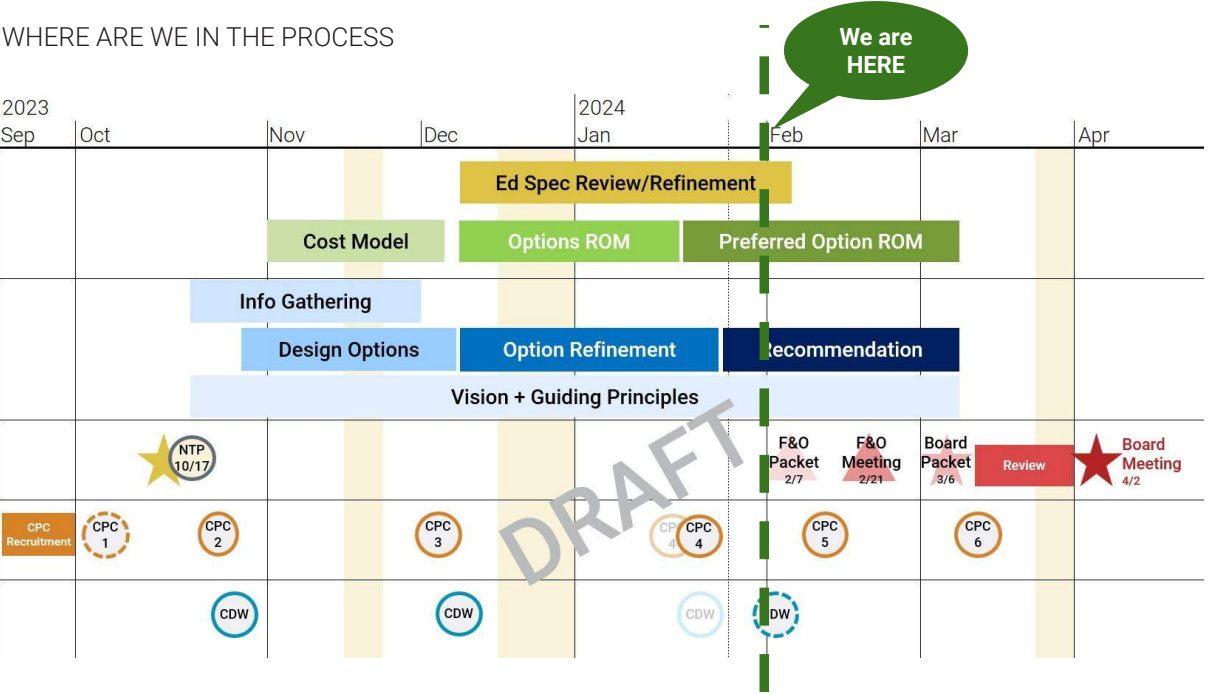 WHERE ARE WE IN THE PROCESS
We are
HERE
2023
2024
Sep
Oct
Nov
Dec
Jan
Feb
Mar
Apr
Ed Spec Review/Refinement
Cost Model
Options ROM
Preferred Option ROM
Info Gathering
Design Options
Option Refinement
Recommendation
Vision + Guiding Principles
DRAFT
NTP
10/17
F&O
Packet
2/7
F&O
Meeting
2/21
Board
Packet
3/6
Review
Board
Meeting
4/2
CPC
Recruitment
CPC
1
CPC
2
CPC
3
CPC
4
CPC
4
CPC
5
CPC
6
CDW
CDW
CDW
DW